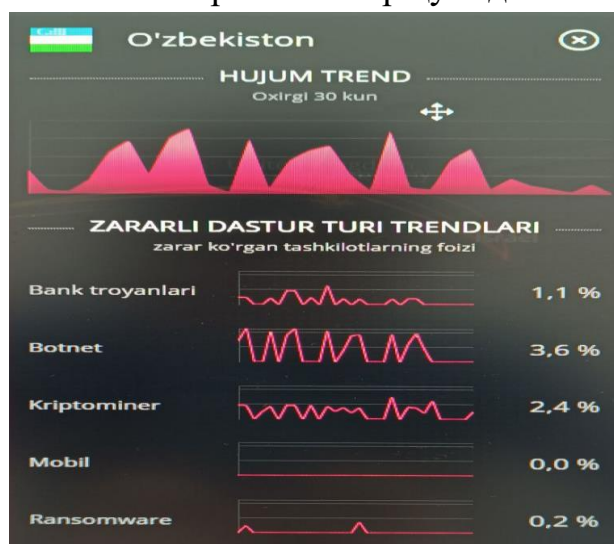 O'zbekiston
HUJUM TREND
Oxirgi 30 kun
ZARARLI DASTUR TURI TRENDLARI
zarar ko'rgan tashkilotlarning foizi
Bank troyanlari 1,1 %
Botnet 3,6 %
Kriptominer 2,4 %
Mobil 0,0 %
Ransomware 0,2 %